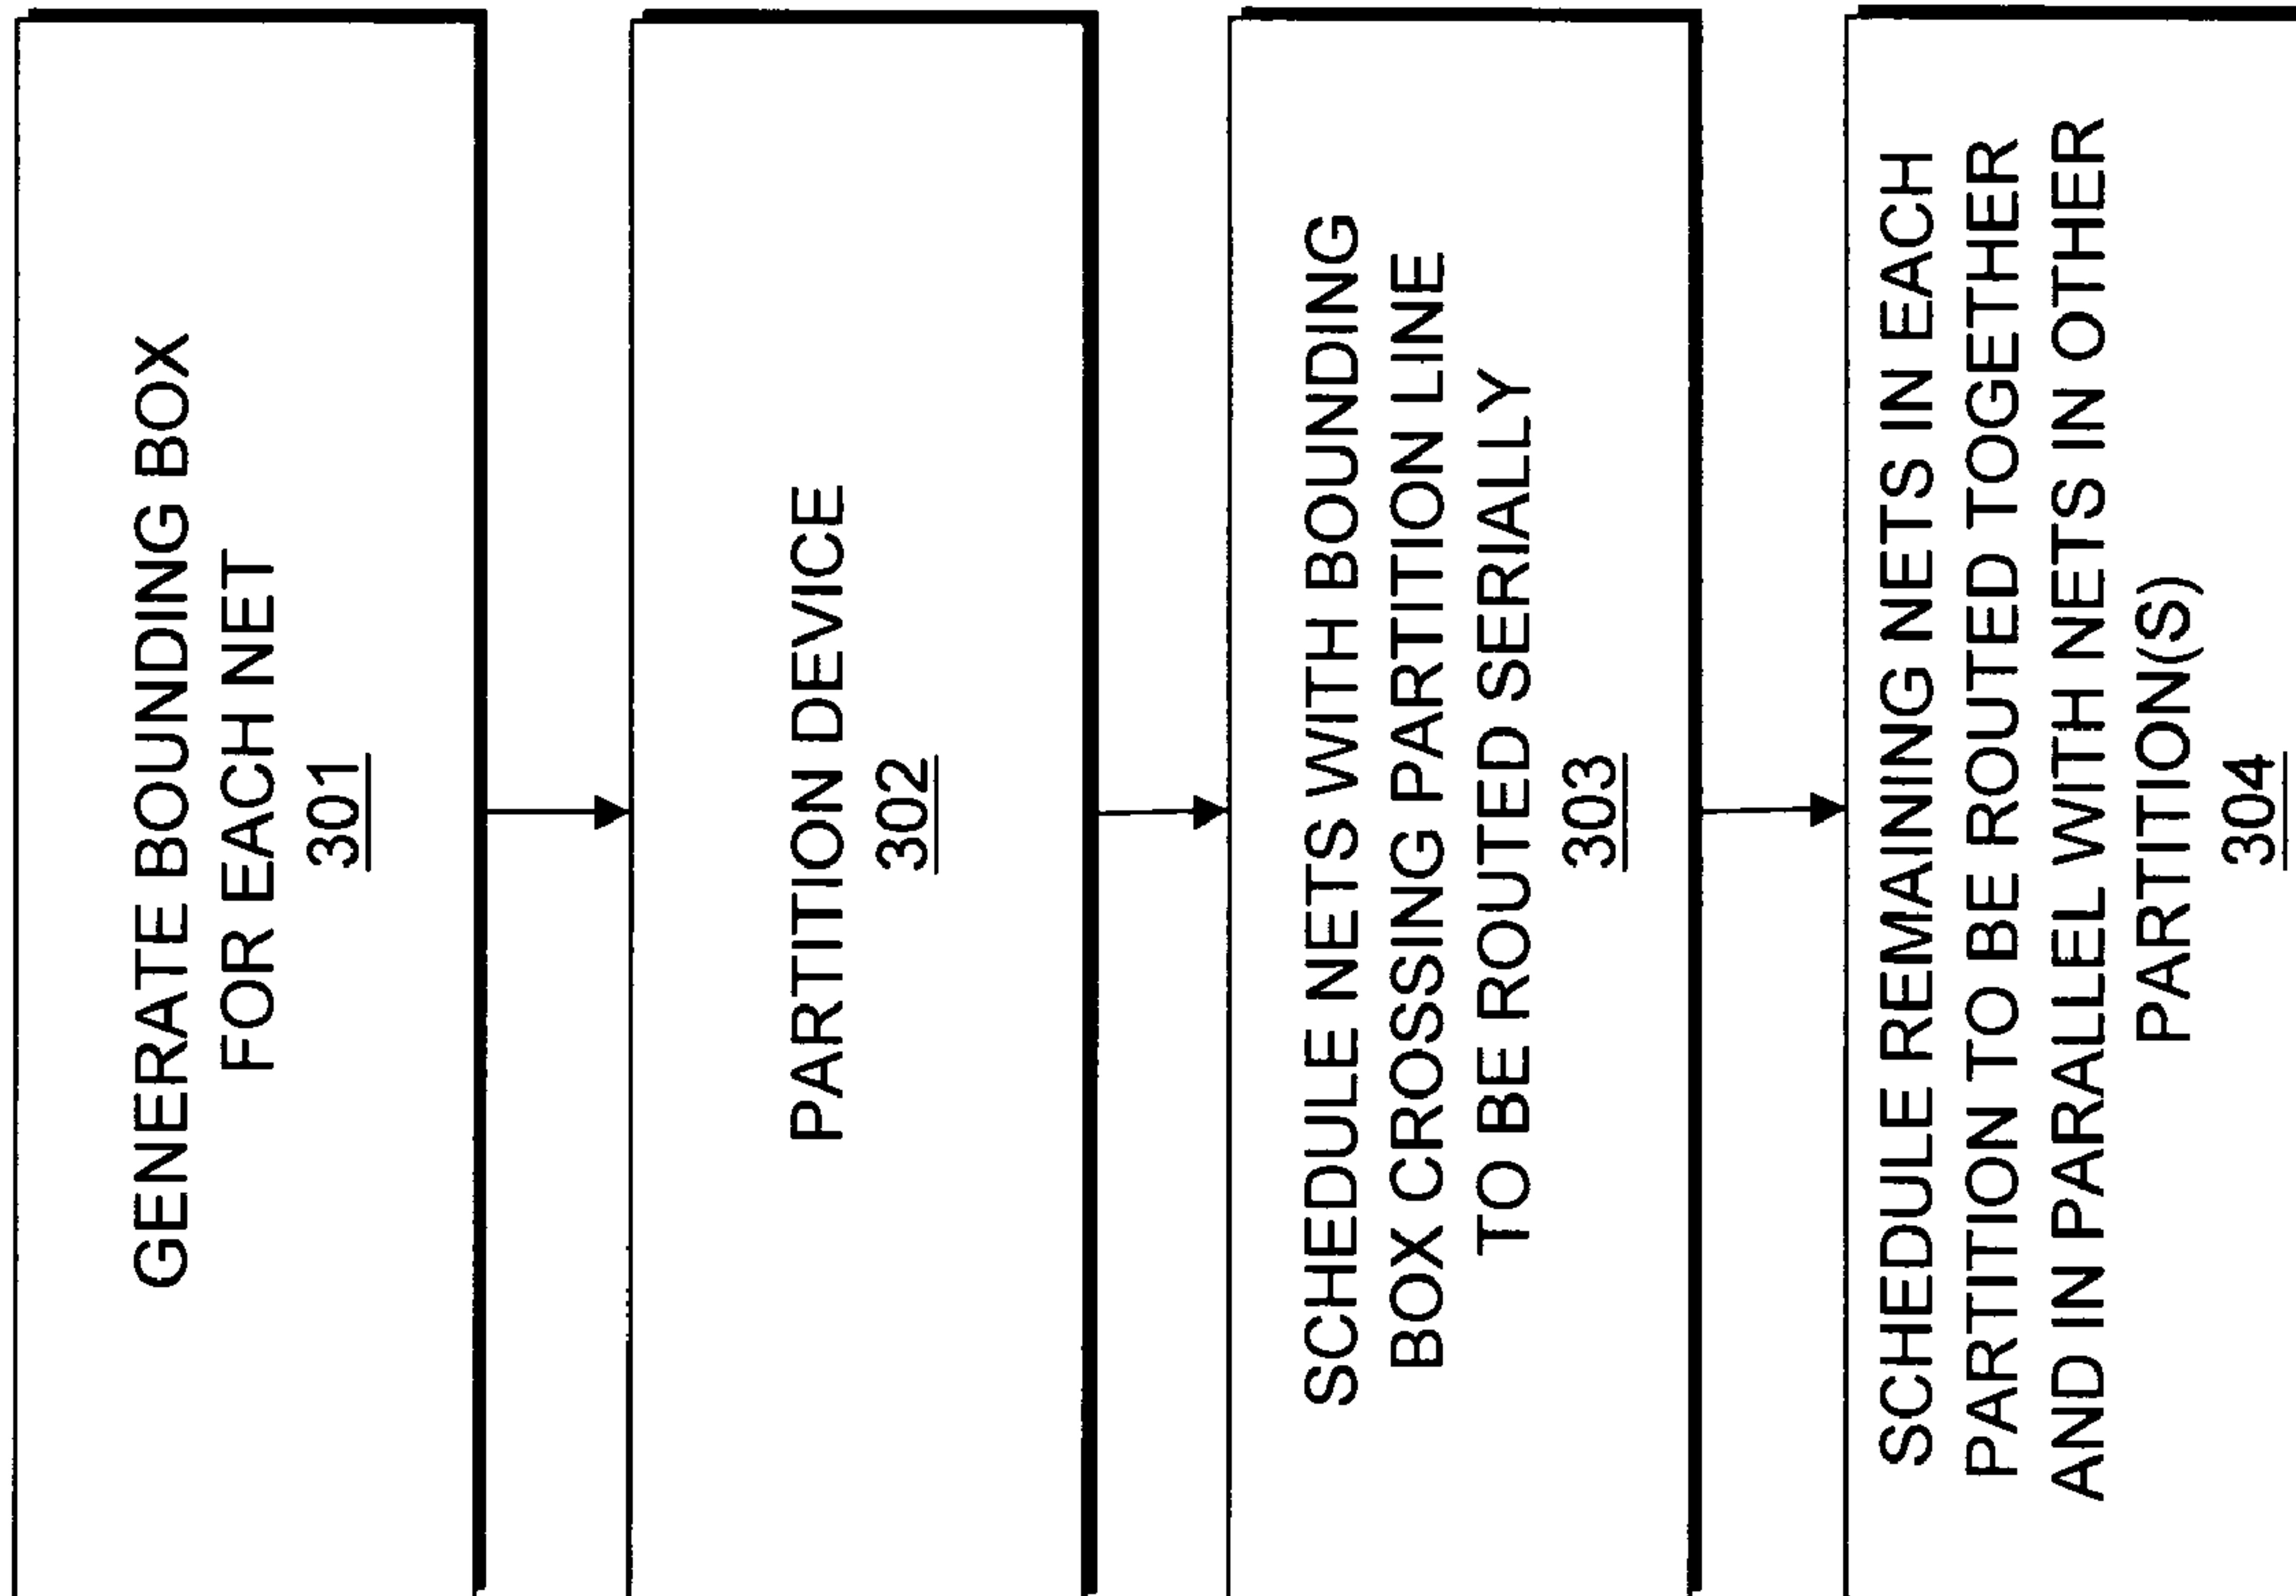 GENERATE BOUNDING BOX
FOR EACH NET
301
PARTITION DEVICE
302
SCHEDULE NETS WITH BOUNDING
BOX CROSSING PARTITION LINE
TO BE ROUTED SERIALLY
303
SCHEDULE REMAINING NETS IN EACH
PARTITION TO BE ROUTED TOGETHER
AND IN PARALLEL WITH NETS IN OTHER
PARTITION(S)
304